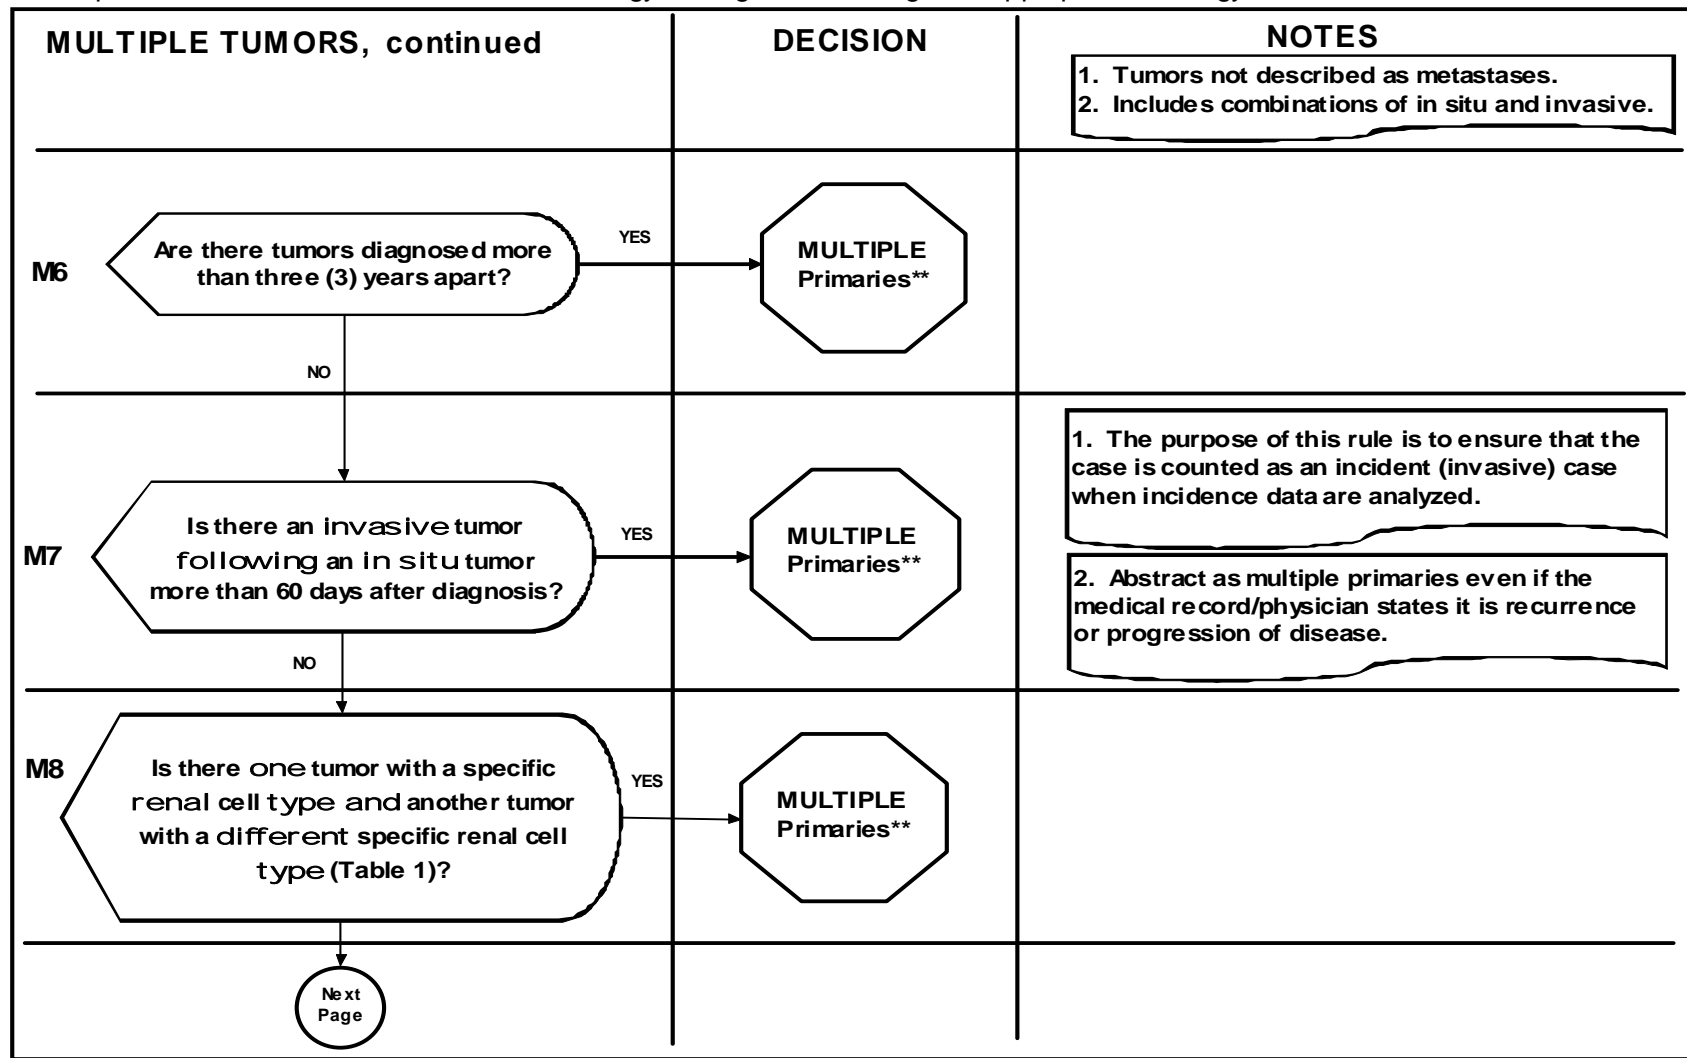 MULTIPLE TUMORS, continued
DECISION
NOTES
1. Tumors not described as metastases.
2. Includes combinations of in situ and invasive.
M6
Are there tumors diagnosed more
than three (3) years apart?
YES
MULTIPLE
Primaries**
NO
M7
Is there an invasive tumor
following an in situ tumor
more than 60 days after diagnosis?
YES
MULTIPLE
Primaries**
1. The purpose of this rule is to ensure that the
case is counted as an incident (invasive) case
when incidence data are analyzed.
2. Abstract as multiple primaries even if the
medical record/physician states it is recurrence
or progression of disease.
NO
M8
Is there one tumor with a specific
renal cell type and another tumor
with a different specific renal cell
type (Table 1)?
YES
MULTIPLE
Primaries**
Next
Page